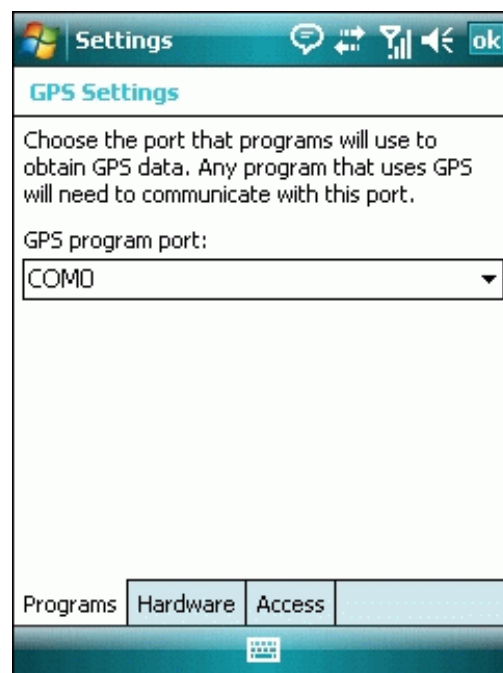 Settings
ok
GPS Settings
Choose the port that programs will use to
obtain GPS data. Any program that uses GPS
will need to communicate with this port.
GPS program port:
COM0
Programs Hardware Access